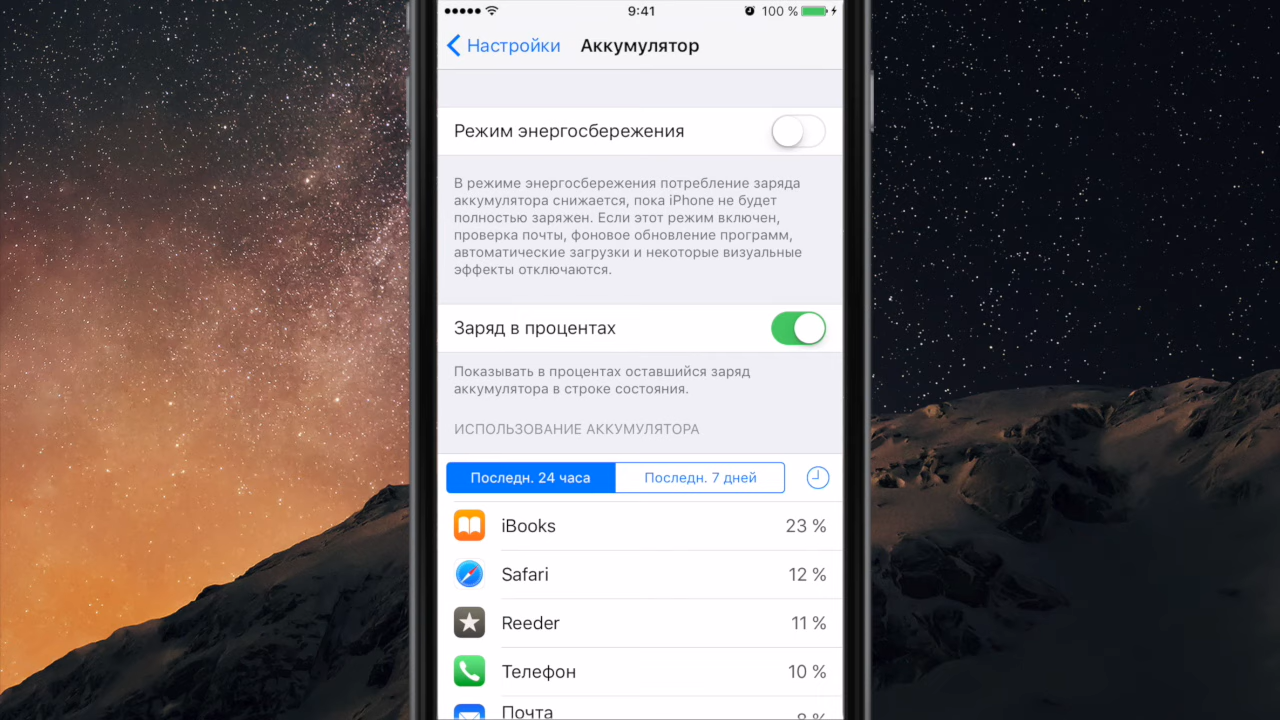 9:41
100 %
Настройки
Аккумулятор
Режим энергосбережения
В режиме энергосбережения потребление заряда
аккумулятора снижается, пока iPhone не будет
полностью заряжен. Если этот режим включен,
проверка почты, фоновое обновление программ,
автоматические загрузки и некоторые визуальные
эффекты отключаются.
Заряд в процентах
Показывать в процентах оставшийся заряд
аккумулятора в строке состояния.
ИСПОЛЬЗОВАНИЕ АККУМУЛЯТОРА
Последн. 24 часа
Последн. 7 дней
iBooks 23 %
Safari 12 %
Reeder 11 %
Телефон 10 %
Почта